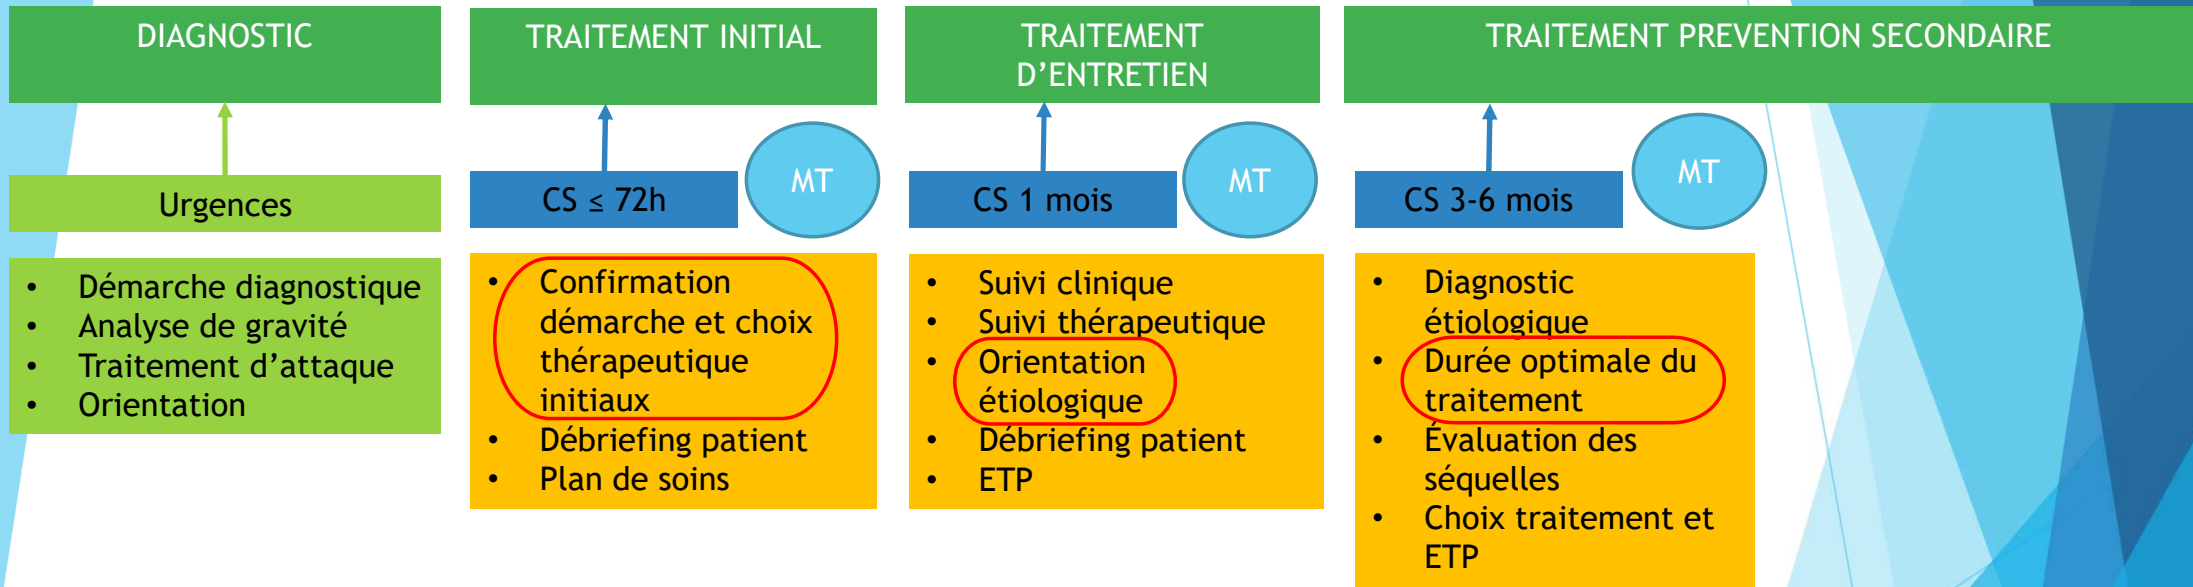 DIAGNOSTIC
Urgences
• Démarche diagnostique
• Analyse de gravité
• Traitement d’attaque
• Orientation
TRAITEMENT INITIAL
CS ≤ 72h
MT
• Confirmation
démarche et choix
thérapeutique
initiaux
• Débriefing patient
• Plan de soins
TRAITEMENT
D’ENTRETIEN
CS 1 mois
MT
• Suivi clinique
• Suivi thérapeutique
• Orientation
étiologique
• Débriefing patient
• ETP
TRAITEMENT PREVENTION SECONDAIRE
CS 3-6 mois
MT
• Diagnostic
étiologique
• Durée optimale du
traitement
• Évaluation des
séquelles
• Choix traitement et
ETP